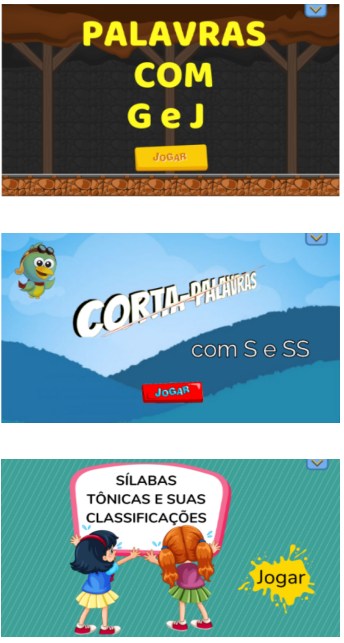 PALAVRAS
COM
G e J
JOGAR
CORTA-PALAVRAS
com S e SS
JOGAR
SÍLABAS
TÔNICAS E SUAS
CLASSIFICAÇÕES
Jogar